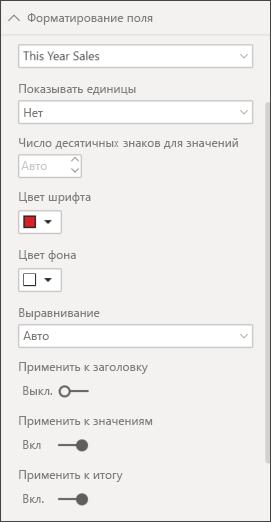 Форматирование поля
This Year Sales
Показывать единицы
Нет
Число десятичных знаков для значений
Авто
Цвет шрифта
Цвет фона
Выравнивание
Авто
Применить к заголовку
Выкл.
Применить к значениям
Вкл
Применить к итогу
Вкл.